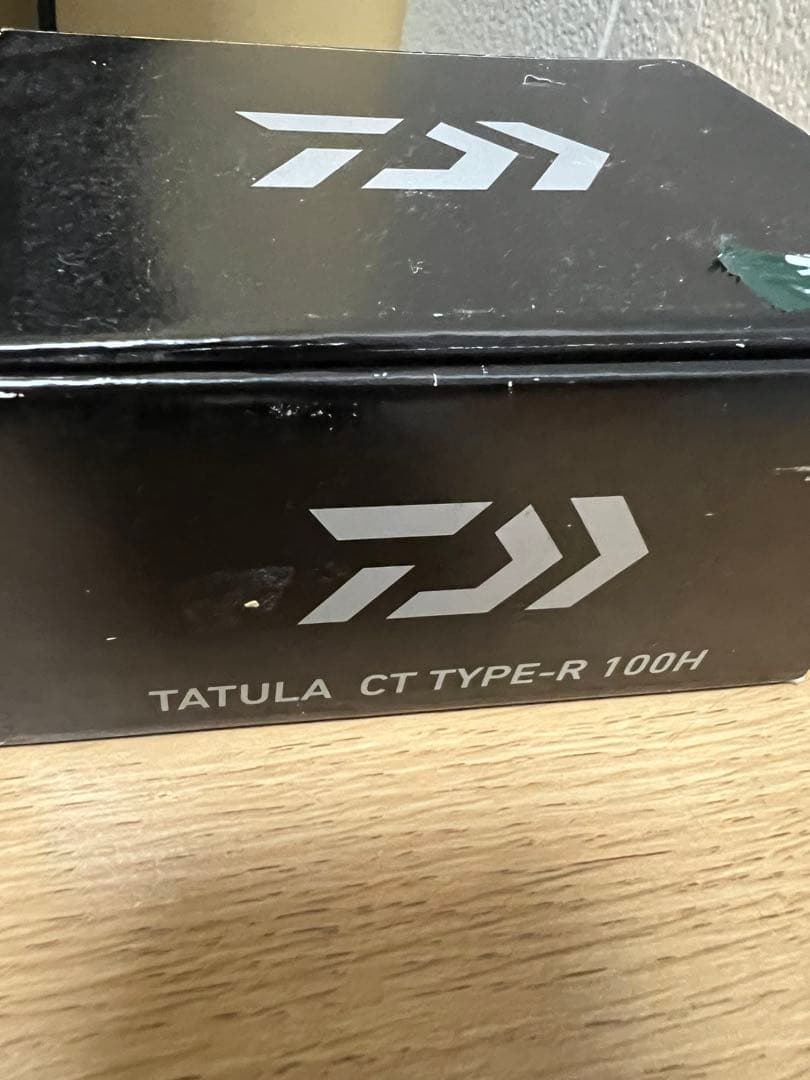 TATULA CT TYPE-R 100H